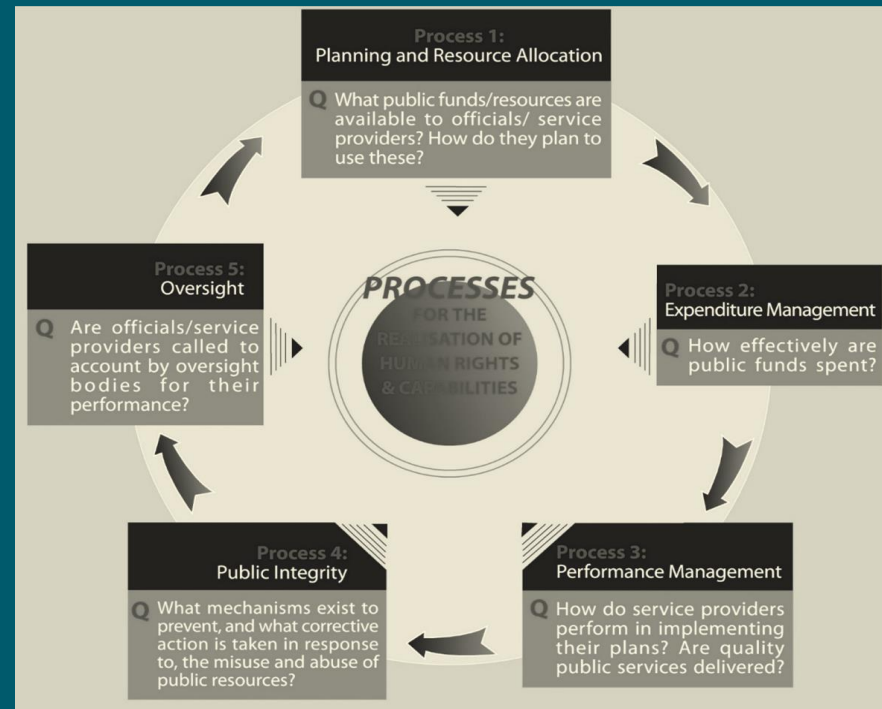 Process 1:
Planning and Resource Allocation
Q What public funds/resources are
available to officials/ service
providers? How do they plan to
use these?
Process 2:
Expenditure Management
Q How effectively are
public funds spent?
Process 3:
Performance Management
Q How do service providers
perform in implementing
their plans? Are quality
public services delivered?
Process 4:
Public Integrity
Q What mechanisms exist to
prevent, and what corrective
action is taken in response
to, the misuse and abuse of
public resources?
Process 5:
Oversight
Q Are officials/service
providers called to
account by oversight
bodies for their
performance?
PROCESSES
FOR THE
REALISATION OF
HUMAN RIGHTS
& CAPABILITIES